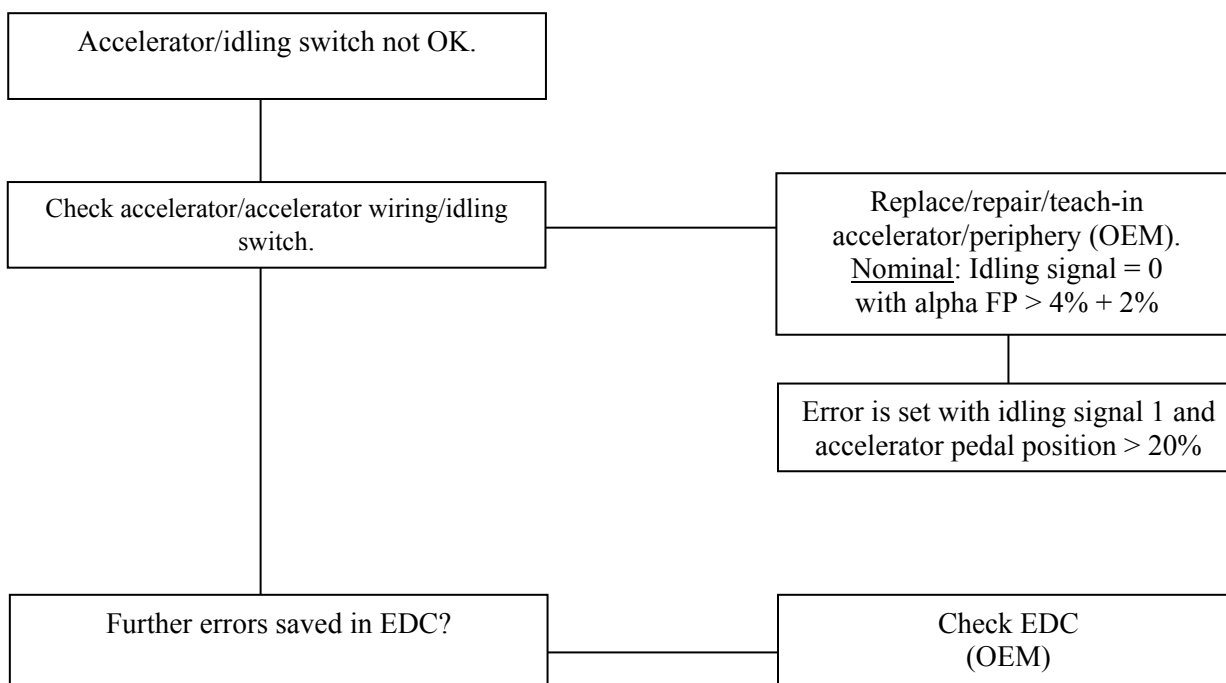 Accelerator/idling switch not OK.
Check accelerator/accelerator wiring/idling
switch.
Replace/repair/teach-in
accelerator/periphery (OEM).
Nominal: Idling signal = 0
with alpha FP > 4% + 2%
Error is set with idling signal 1 and
accelerator pedal position > 20%
Further errors saved in EDC?
Check EDC
(OEM)